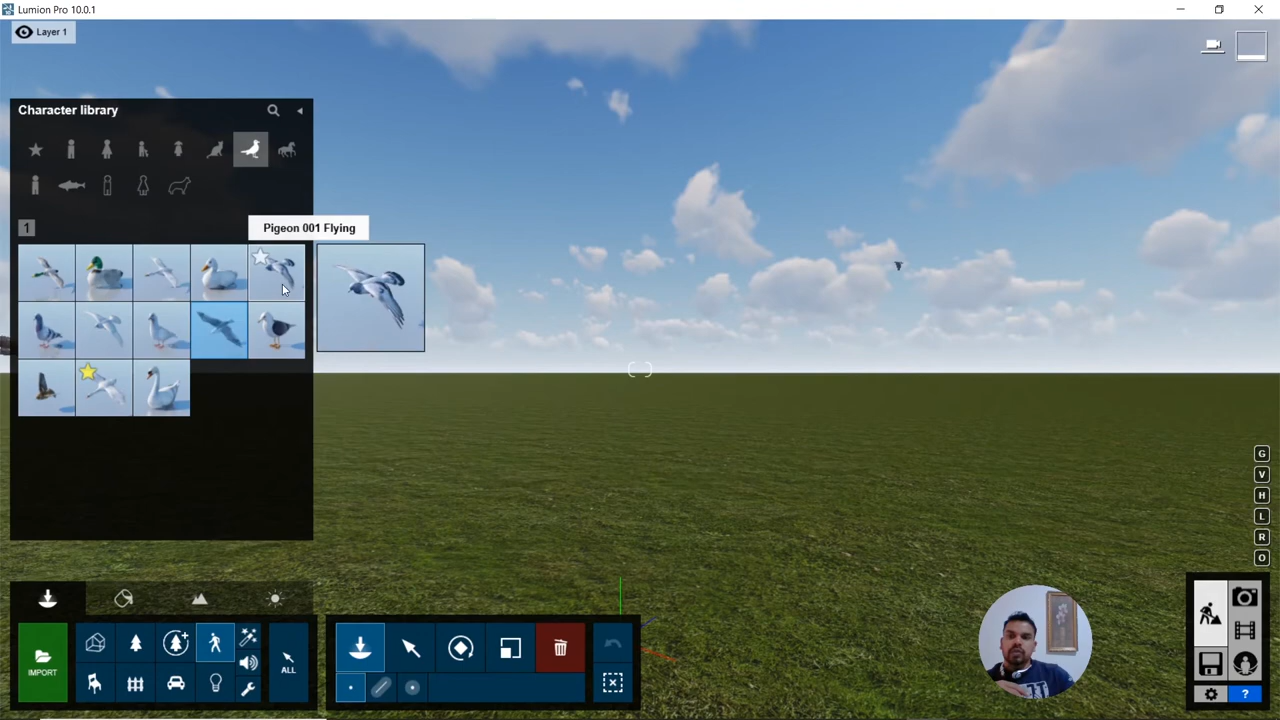 Lumion Pro 10.0.1
Layer 1
Character library
1
Pigeon 001 Flying
G
V
H
L
R
O
IMPORT
ALL
?